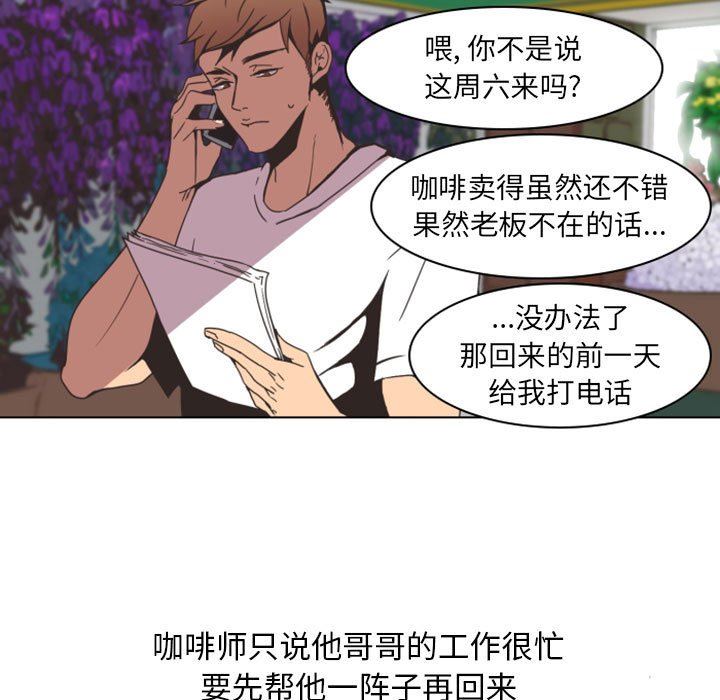 喂, 你不是说
这周六来吗?
咖啡卖得虽然还不错
果然老板不在的话...
...没办法了
那回来的前一天
给我打电话
咖啡师只说他哥哥的工作很忙
要先帮他一阵子再回来